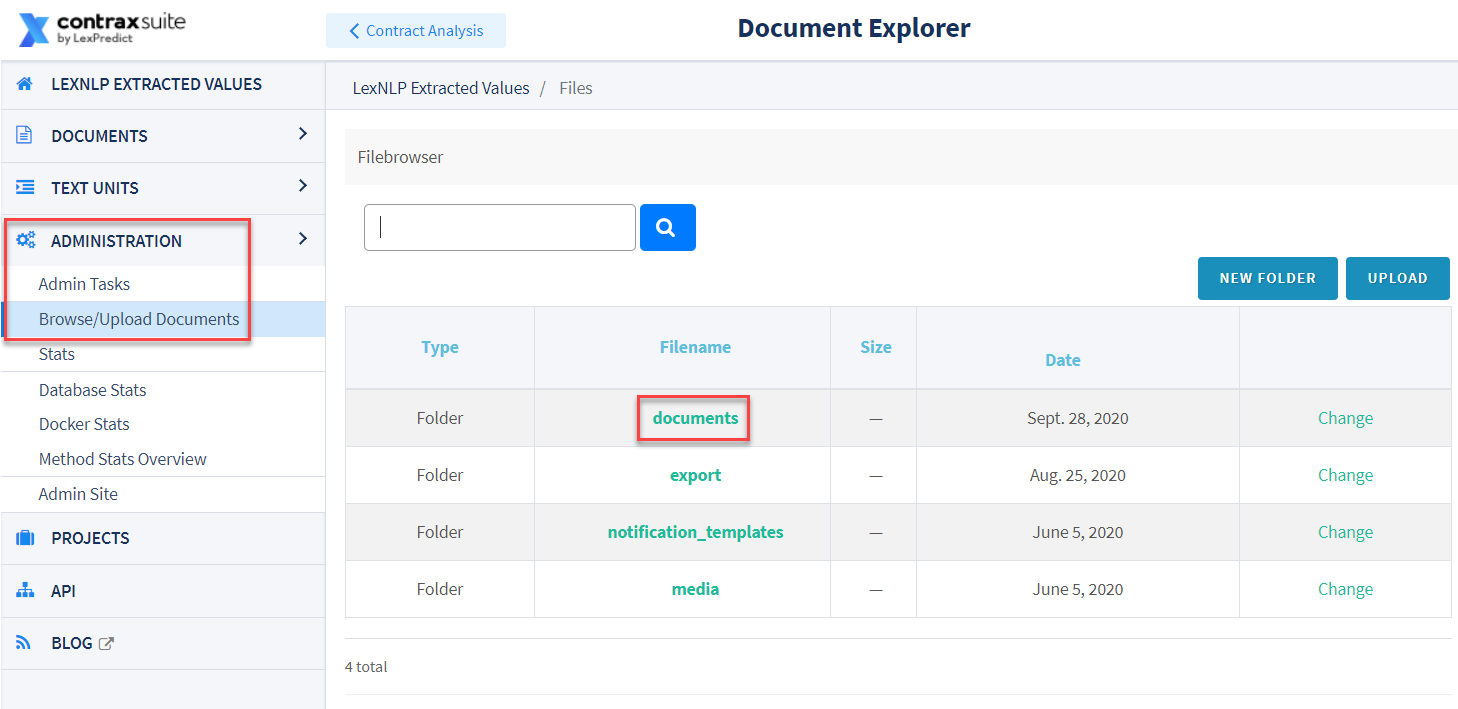 contraxsuite
by LexPredict
Contract Analysis
Document Explorer
LEXNLP EXTRACTED VALUES
DOCUMENTS
TEXT UNITS
ADMINISTRATION
Admin Tasks
Browse/Upload Documents
Stats
Database Stats
Docker Stats
Method Stats Overview
Admin Site
PROJECTS
API
BLOG
LexNLP Extracted Values / Files
Filebrowser
NEW FOLDER UPLOAD
Type Filename Size Date
Folder documents — Sept. 28, 2020 Change
Folder export — Aug. 25, 2020 Change
Folder notification_templates — June 5, 2020 Change
Folder media — June 5, 2020 Change
4 total